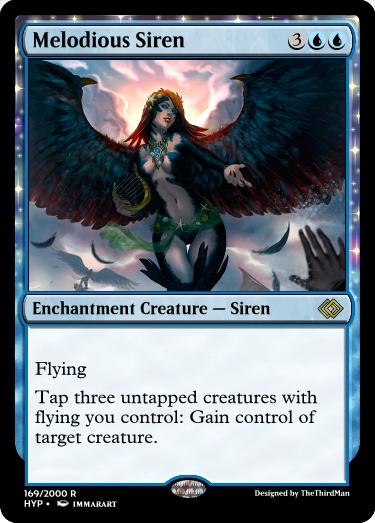 Melodious Siren 3
Enchantment Creature — Siren
Flying
Tap three untapped creatures with
flying you control: Gain control of
target creature.
169/2000 R
HYP • IMMARART
Designed by TheThirdMan